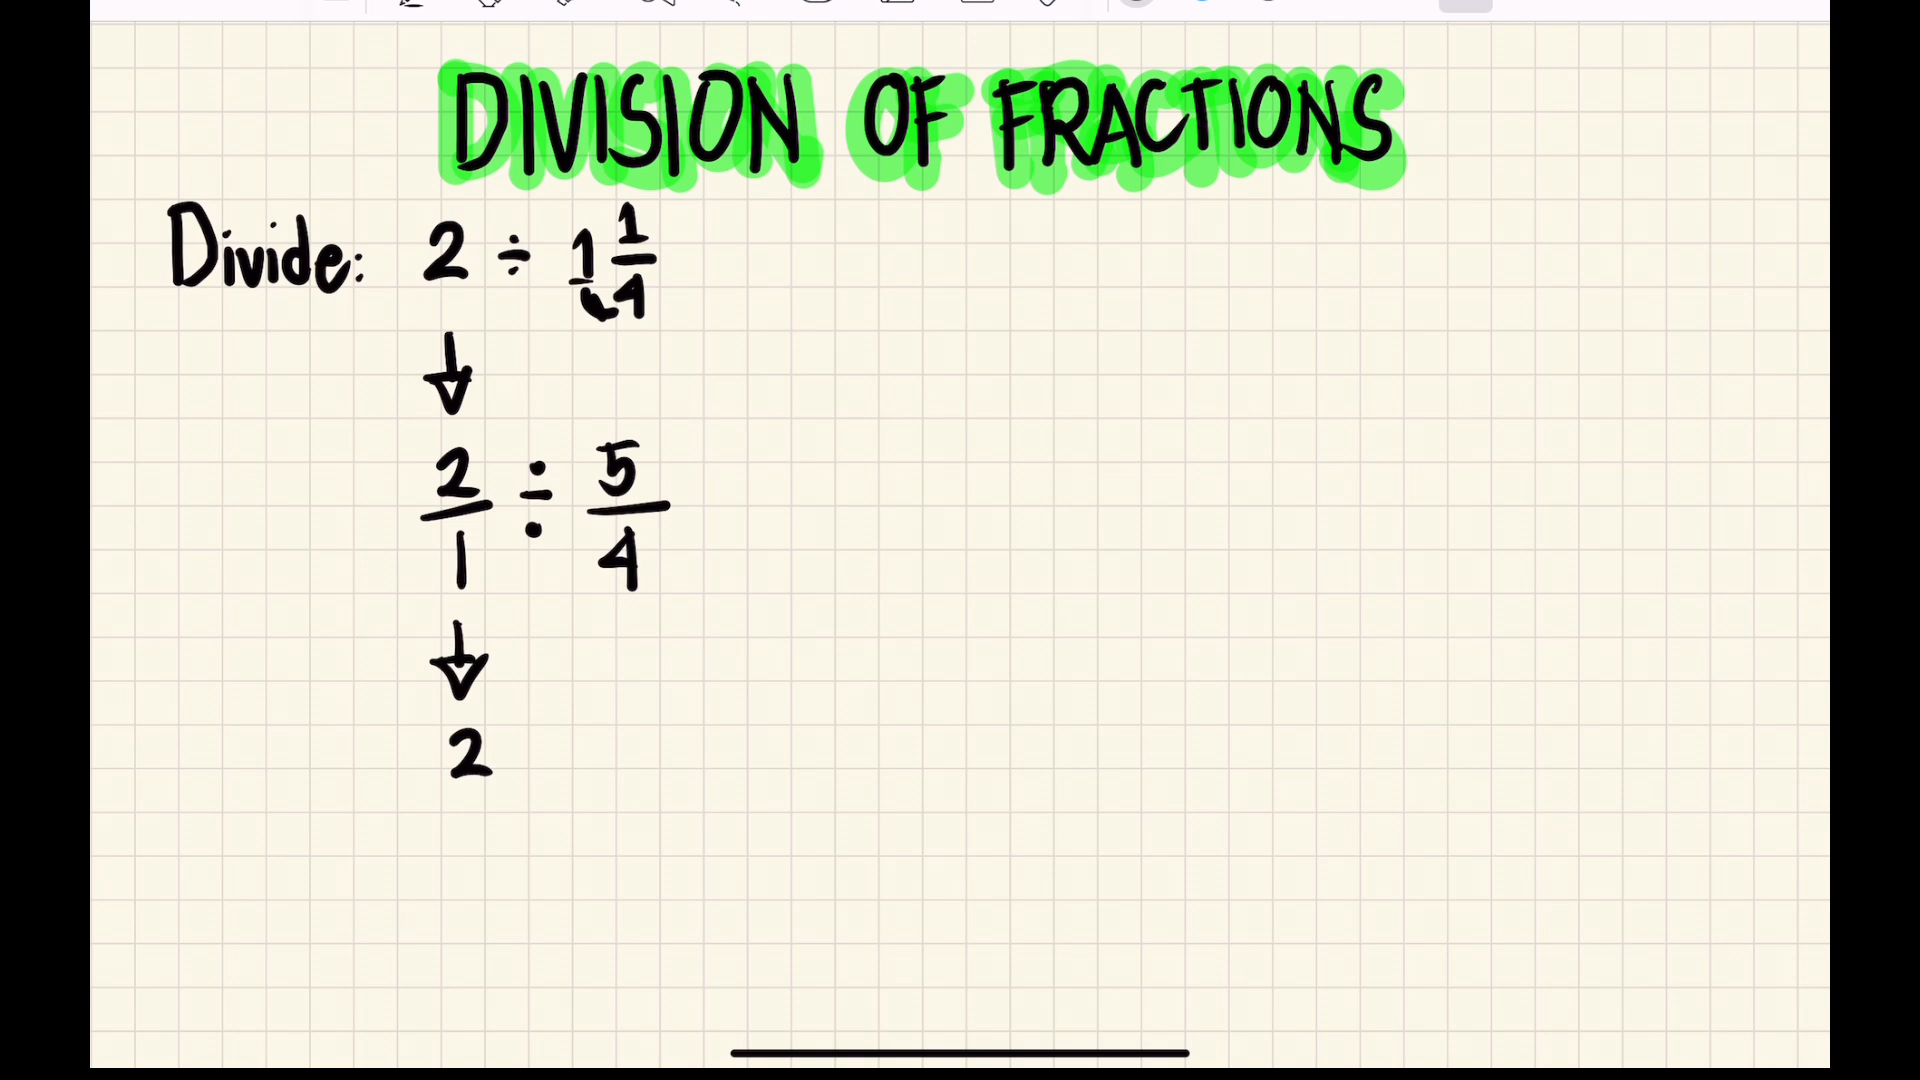 DIVISION OF FRACTIONS
Divide: 2 ÷ 1 1/4
2/1 ÷ 5/4
2